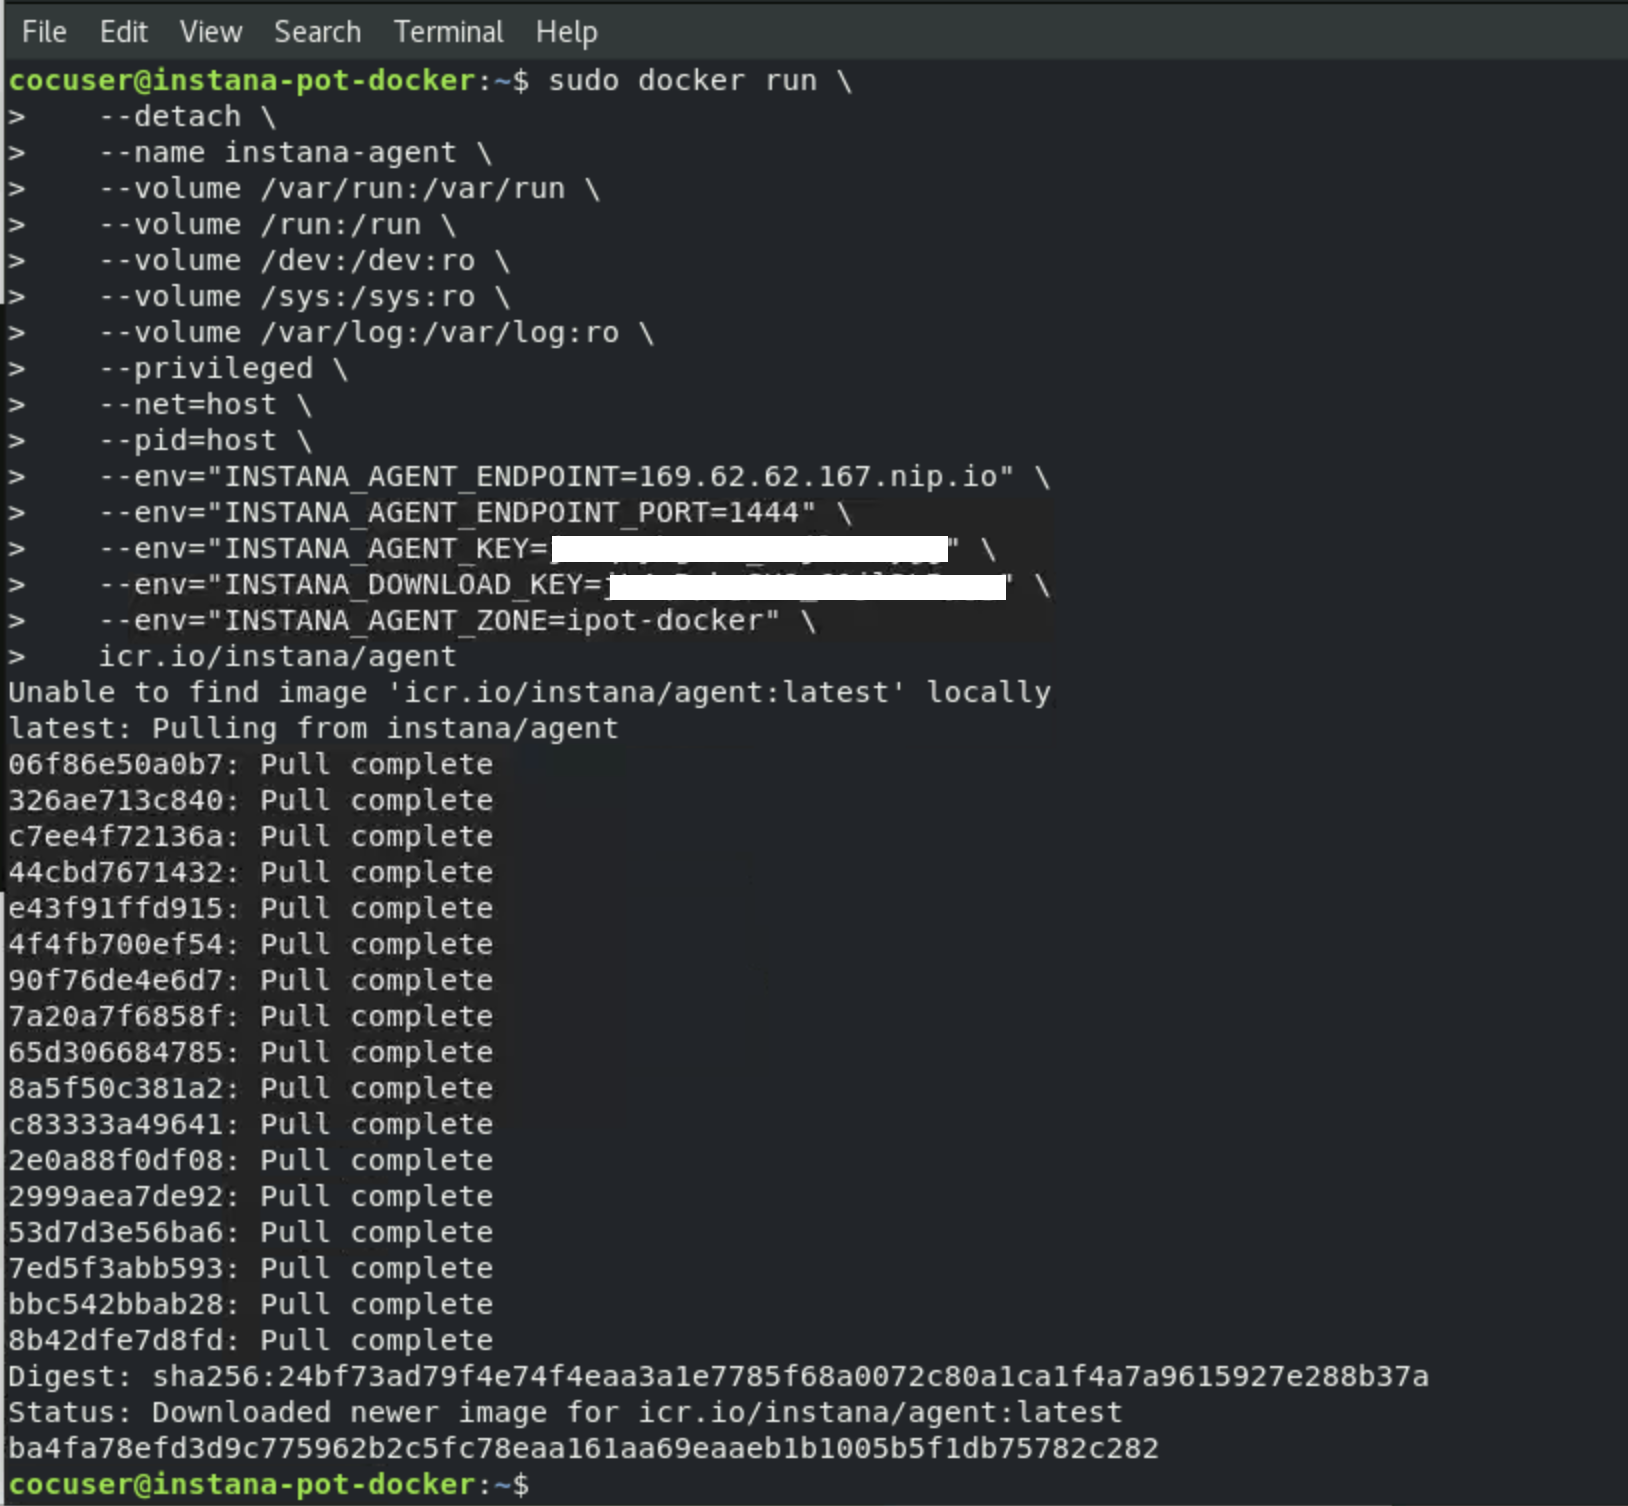 File Edit View Search Terminal Help
cocuser@instana-pot-docker:~$ sudo docker run \
>    --detach \
>    --name instana-agent \
>    --volume /var/run:/var/run \
>    --volume /run:/run \
>    --volume /dev:/dev:ro \
>    --volume /sys:/sys:ro \
>    --volume /var/log:/var/log:ro \
>    --privileged \
>    --net=host \
>    --pid=host \
>    --env="INSTANA_AGENT_ENDPOINT=169.62.62.167.nip.io" \
>    --env="INSTANA_AGENT_ENDPOINT_PORT=1444" \
>    --env="INSTANA_AGENT_KEY=" \
>    --env="INSTANA_DOWNLOAD_KEY=" \
>    --env="INSTANA_AGENT_ZONE=ipot-docker" \
>    icr.io/instana/agent
Unable to find image 'icr.io/instana/agent:latest' locally
latest: Pulling from instana/agent
06f86e50a0b7: Pull complete
326ae713c840: Pull complete
c7ee4f72136a: Pull complete
44cbd7671432: Pull complete
e43f91ffd915: Pull complete
4f4fb700ef54: Pull complete
90f76de4e6d7: Pull complete
7a20a7f6858f: Pull complete
65d306684785: Pull complete
8a5f50c381a2: Pull complete
c83333a49641: Pull complete
2e0a88f0df08: Pull complete
2999aea7de92: Pull complete
53d7d3e56ba6: Pull complete
7ed5f3abb593: Pull complete
bbc542bbab28: Pull complete
8b42dfe7d8fd: Pull complete
Digest: sha256:24bf73ad79f4e74f4eaa3a1e7785f68a0072c80a1ca1f4a7a9615927e288b37a
Status: Downloaded newer image for icr.io/instana/agent:latest
ba4fa78efd3d9c775962b2c5fc78eaa161aa69eaaeb1b1005b5f1db75782c282
cocuser@instana-pot-docker:~$